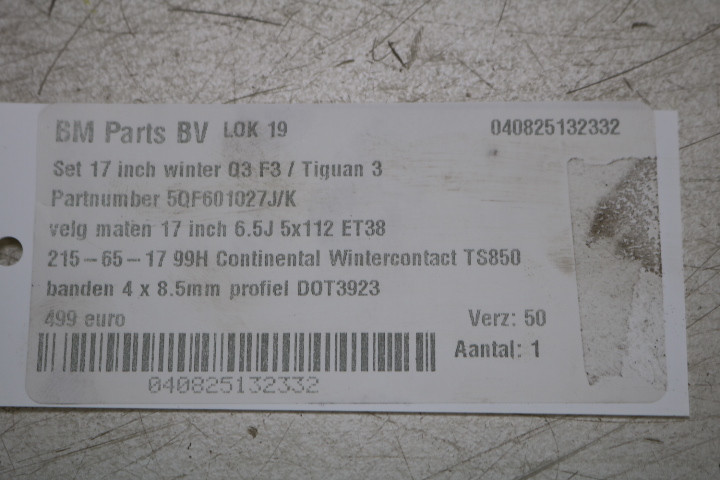 BM Parts BV LOK 19 040825132332
Set 17 inch winter Q3 F3 / Tiguan 3
Partnumber 5QF601027J/K
velg maten 17 inch 6.5J 5x112 ET38
215-65-17 99H Continental Wintercontact TS850
banden 4 x 8.5mm profiel DOT3923
499 euro Verz: 50
Aantal: 1
040825132332